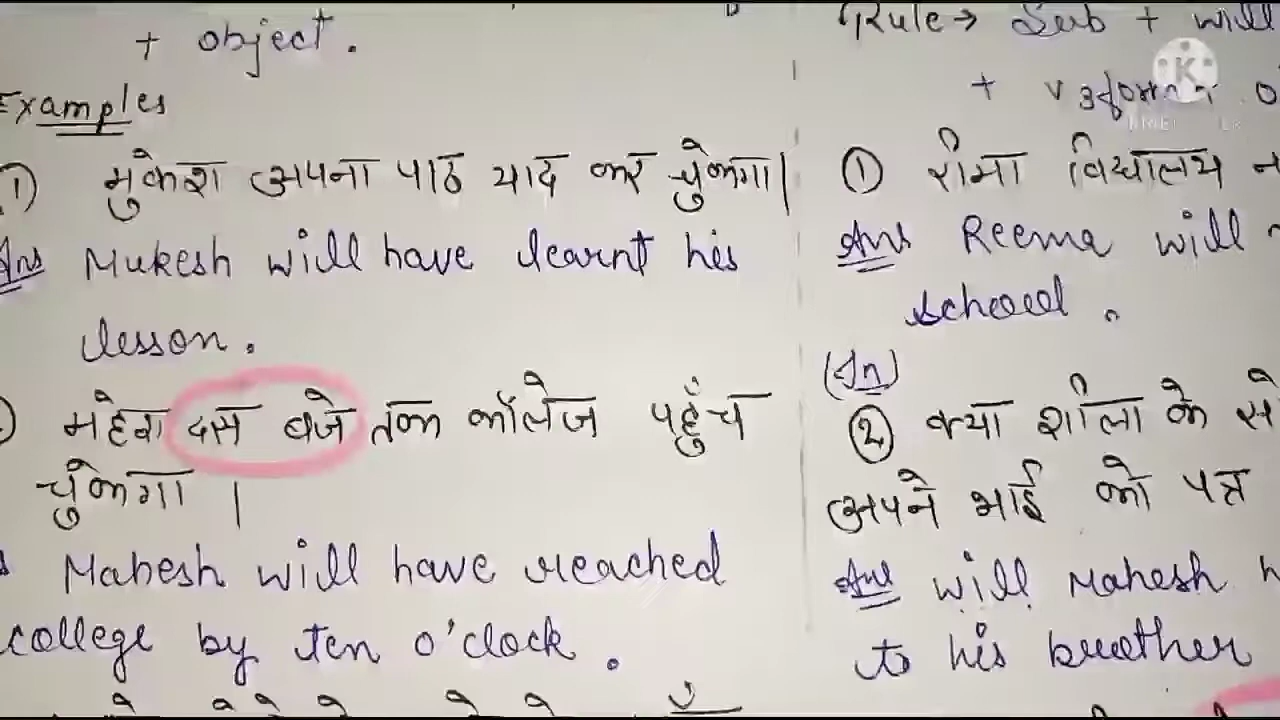 + object.
Examples
① मुकेश अपना पाठ याद कर चुकेगा।
Ans Mukesh will have learnt his
lesson.
महेश दस बजे तक कॉलेज पहुँच
चुकेगा ।
Mahesh will have reached
college by ten o'clock.
Rule → Sub + will
+ v3form +
① रीमा विद्यालय न
Ans Reema will
school.
(In)
② क्या शीला के से
अपने भाई को पत्र
Ans will Mahesh h
to his brother